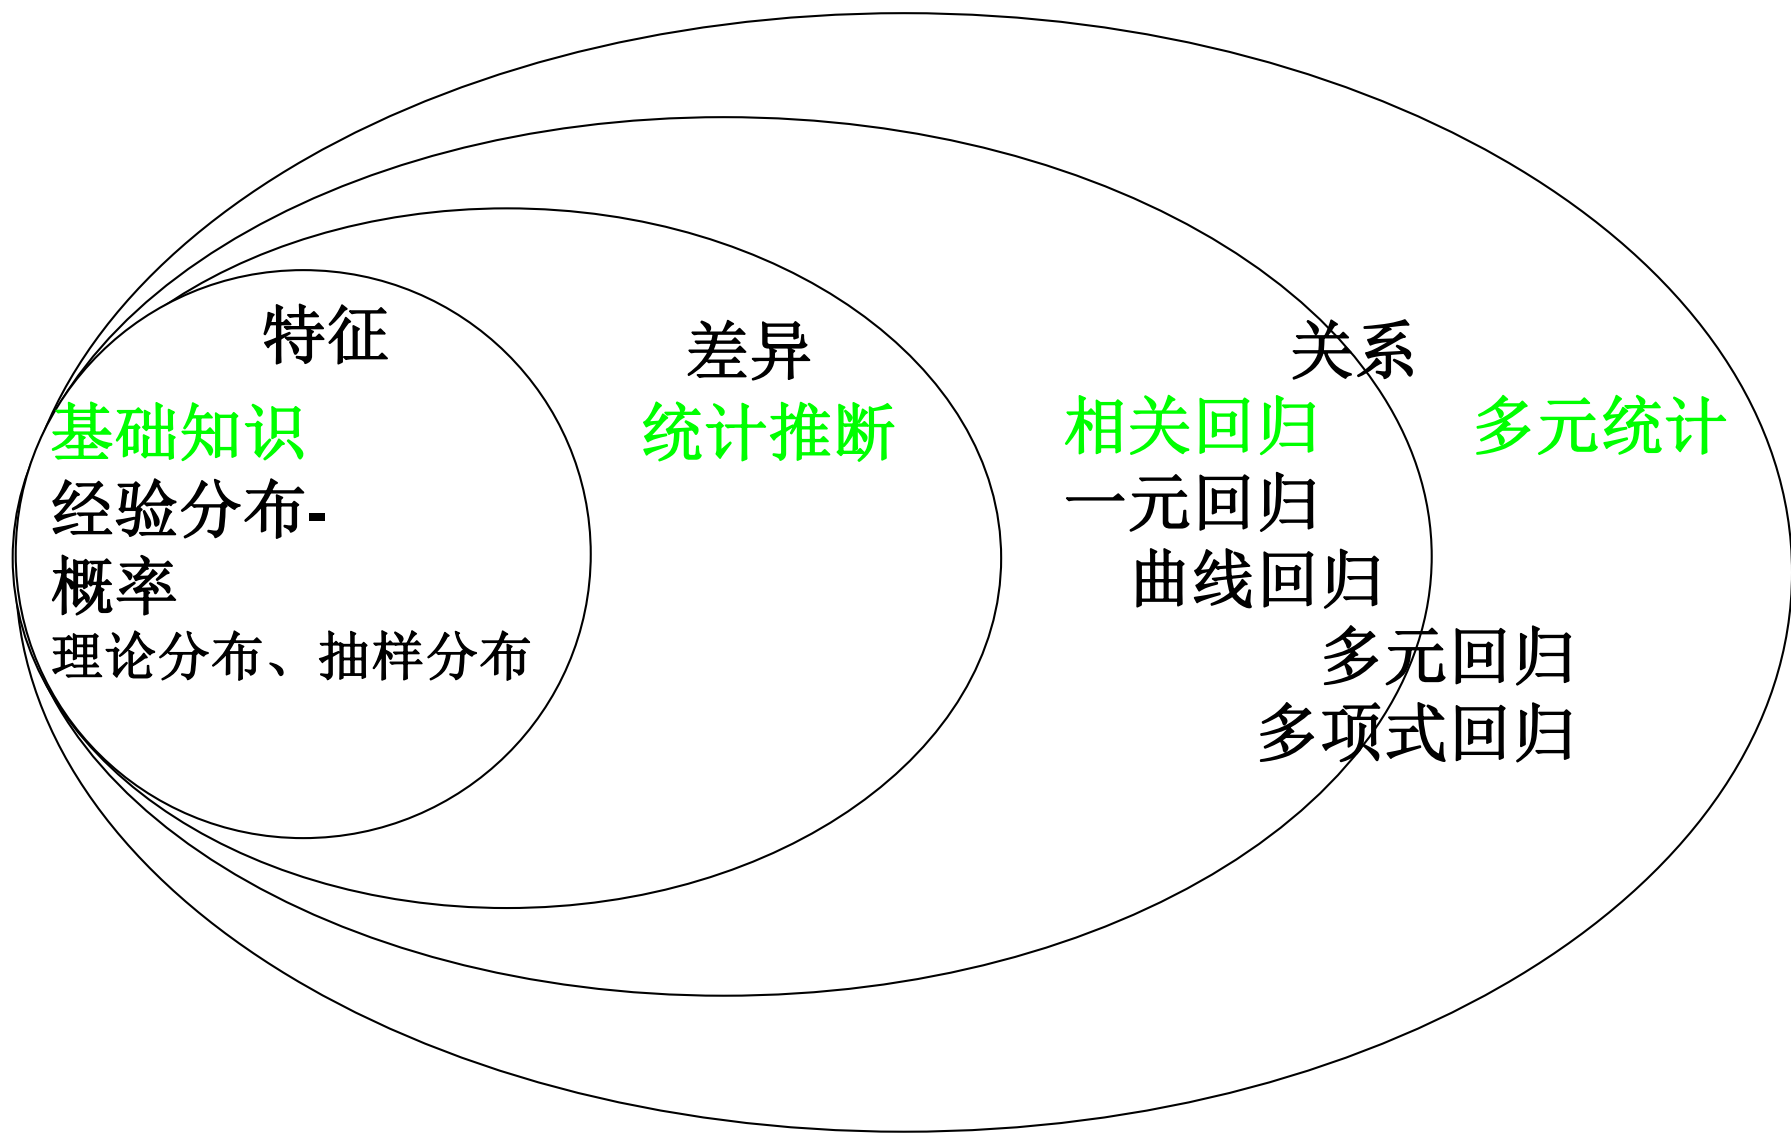 特征
基础知识
经验分布-
概率
理论分布、抽样分布
差异
统计推断
关系
相关回归
多元统计
一元回归
曲线回归
多元回归
多项式回归